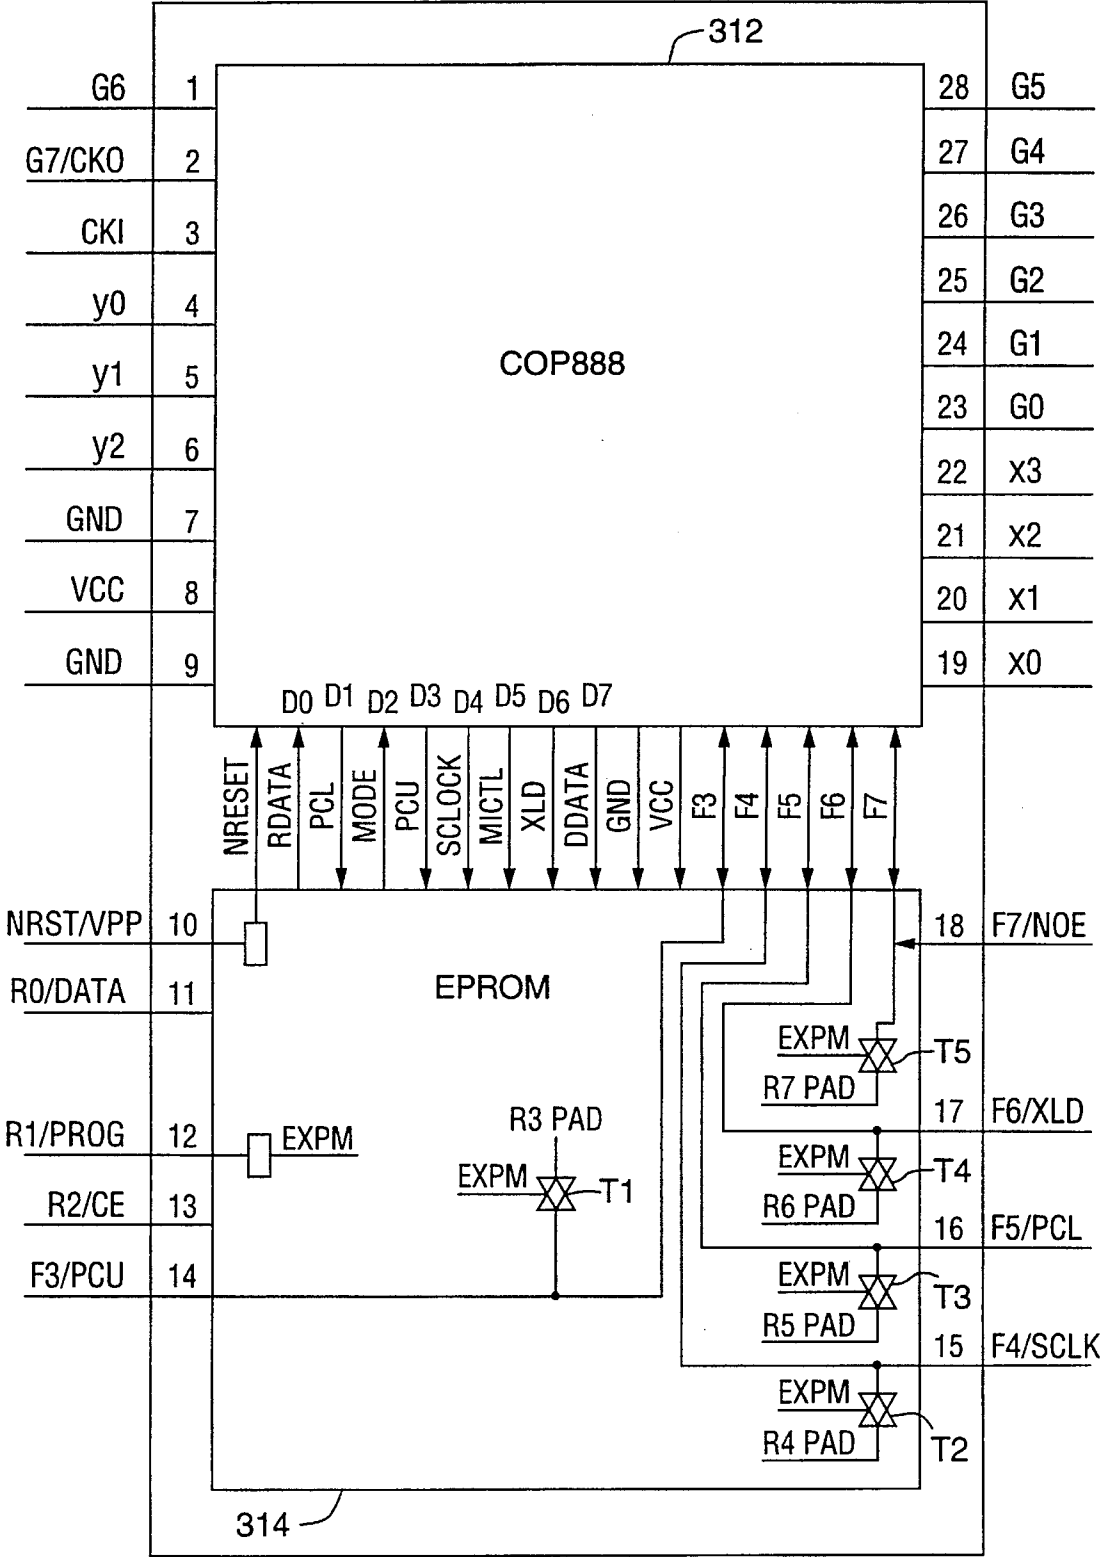 312
G6 1 28 G5
G7/CKO 2 27 G4
CKI 3 26 G3
y0 4 25 G2
y1 5 24 G1
y2 6 23 G0
GND 7 22 x3
VCC 8 21 x2
GND 9 20 x1
19 x0
COP888
D0 D1 D2 D3 D4 D5 D6 D7
NRESET
RDATA
PCL
MODE
PCU
SCLOCK
MICTL
XLD
DDATA
GND
VCC
F3
F4
F5
F6
F7
NRST/VPP 10 18 F7/NOE
R0/DATA 11
EPROM
EXPM T5
R7 PAD
17 F6/XLD
R1/PROG 12 EXPM
R3 PAD
EXPM T4
EXPM T1
R6 PAD
R2/CE 13
16 F5/PCL
F3/PCU 14
EXPM T3
R5 PAD
15 F4/SCLK
EXPM
R4 PAD T2
314